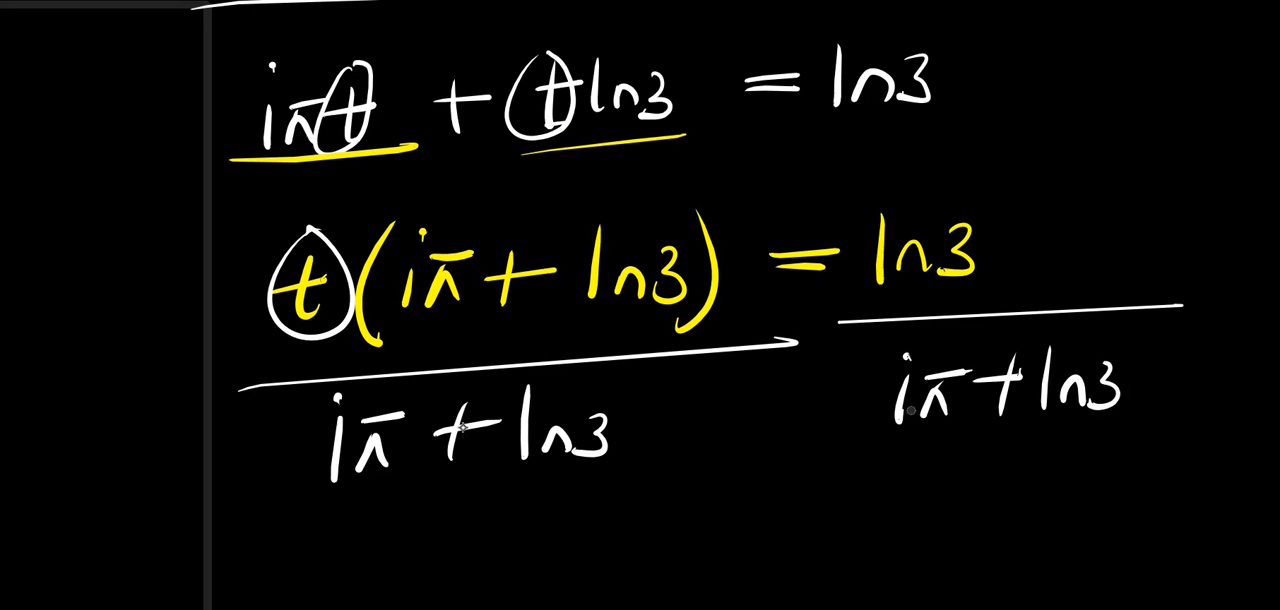 iπt + t ln3 = ln3
t(iπ + ln3) = ln3
iπ + ln3 iπ + ln3